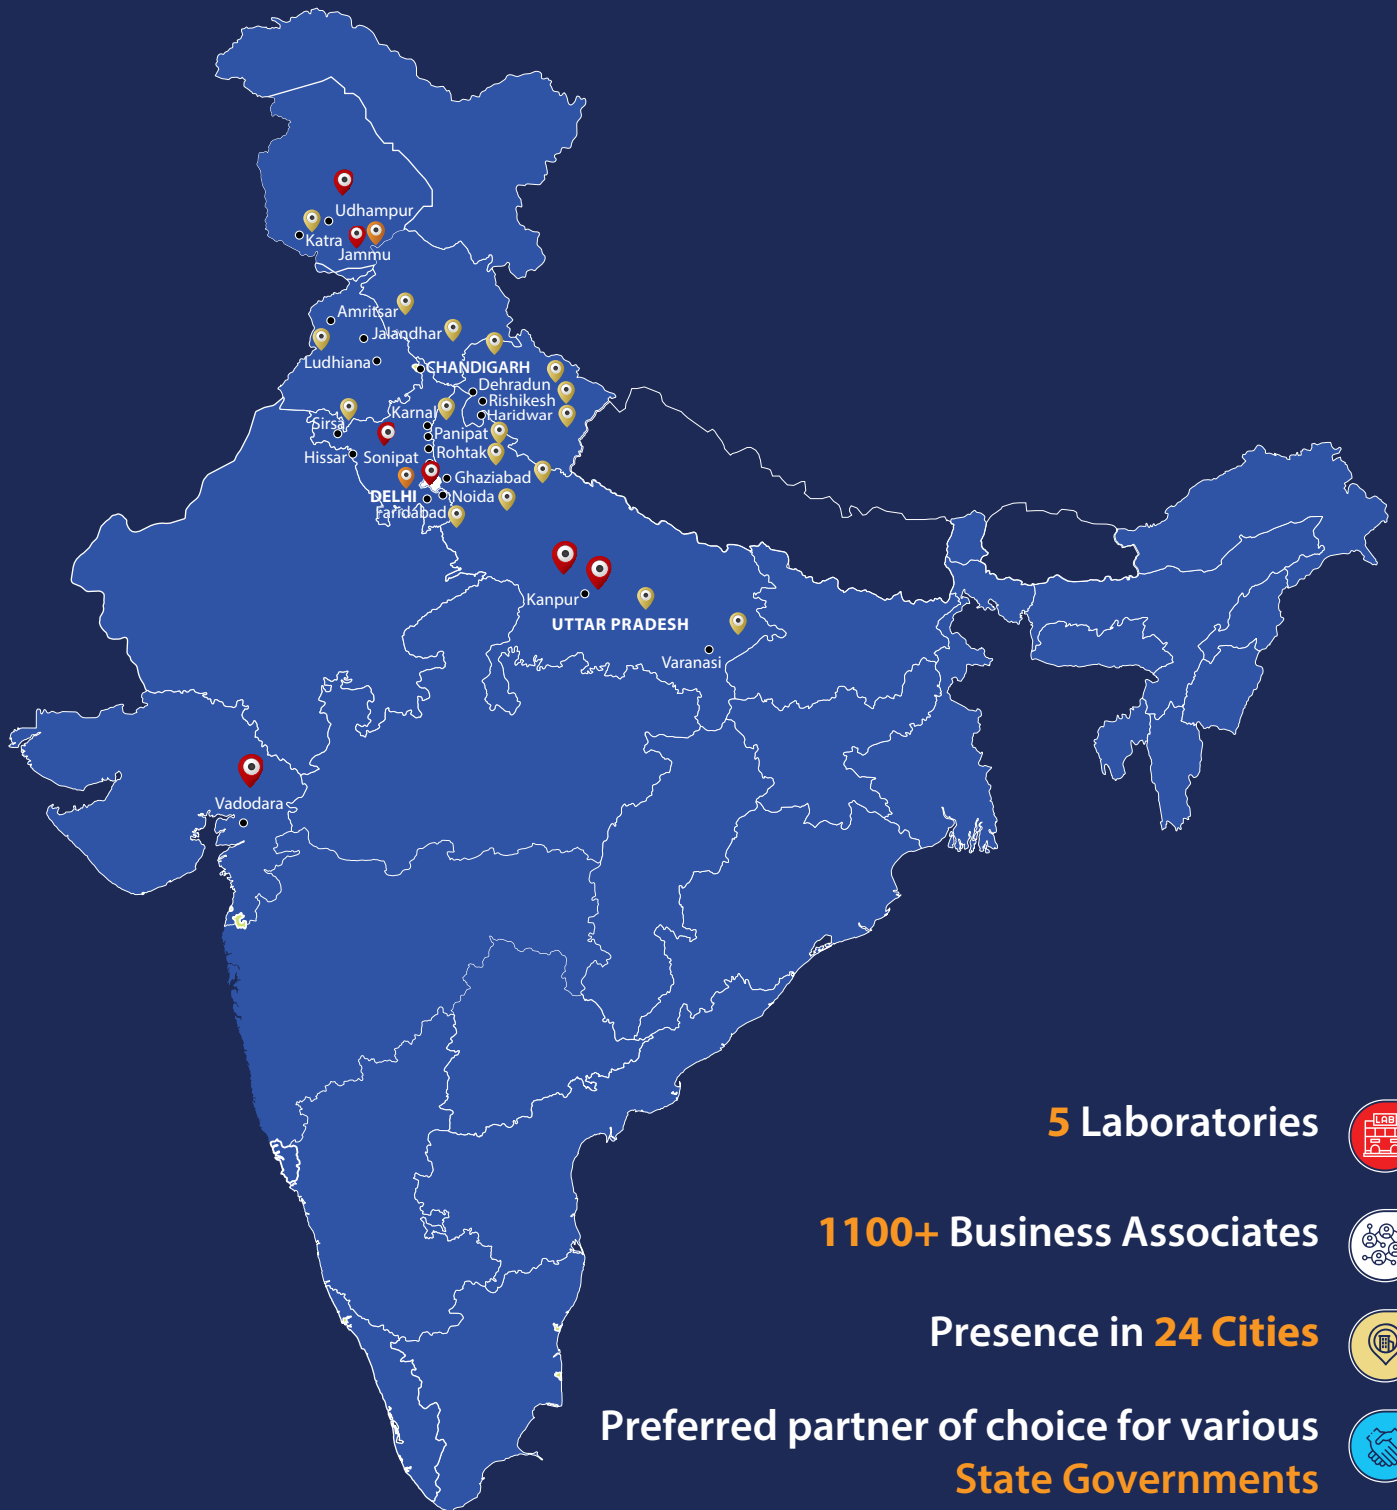 Udhampur
Katra
Jammu
Amritsar
Jalandhar
Ludhiana
CHANDIGARH
Dehradun
Rishikesh
Haridwar
Karnal
Sirsa
Panipat
Rohtak
Hissar
Sonipat
Ghaziabad
DELHI
Noida
Faridabad
Kanpur
UTTAR PRADESH
Varanasi
Vadodara
5 Laboratories
LAB
1100+ Business Associates
Presence in 24 Cities
Preferred partner of choice for various
State Governments